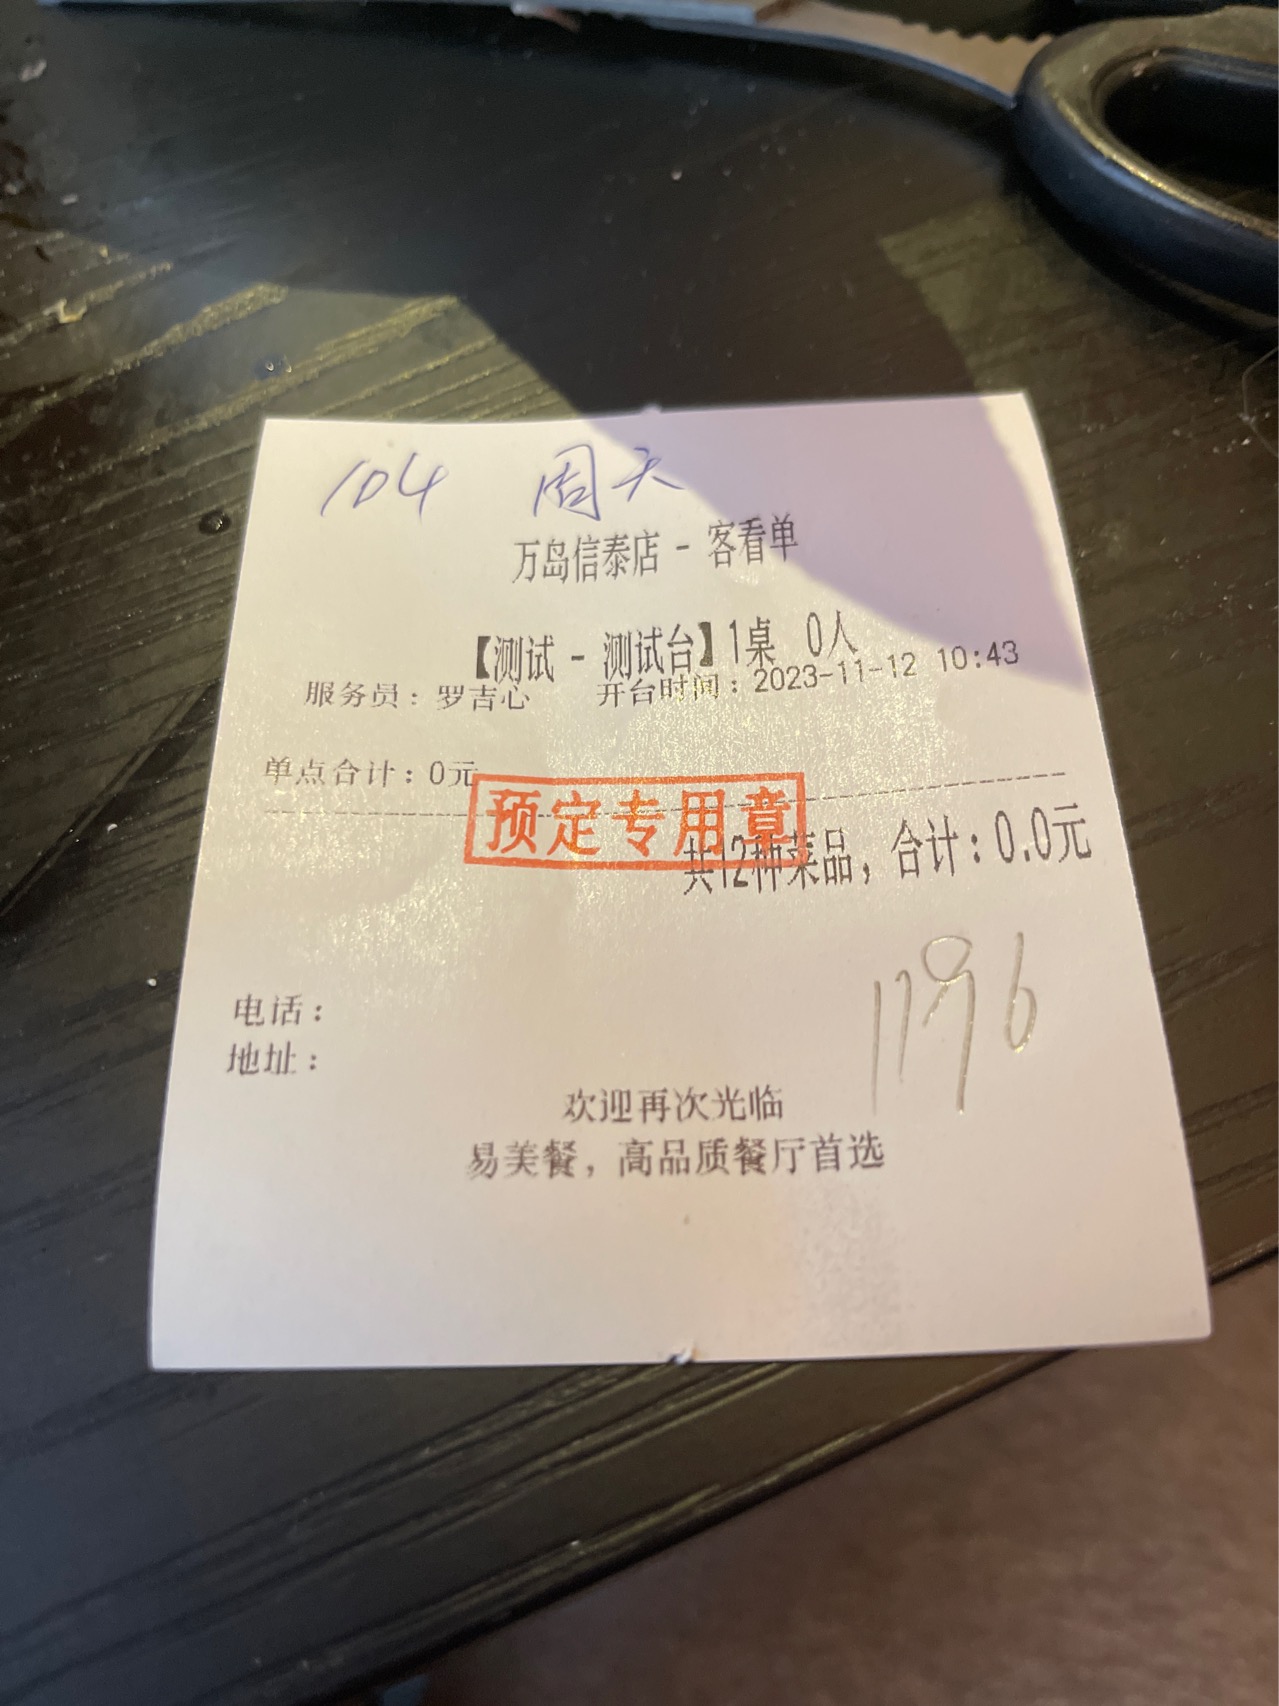 104 周天
万岛信泰店 - 客看单
【测试 - 测试台】1桌 0人
服务员：罗吉心 开台时间：2023-11-12 10:43
单点合计：0元
预定专用章
共12种菜品，合计：0.0元
电话：
地址：
欢迎再次光临
易美餐，高品质餐厅首选